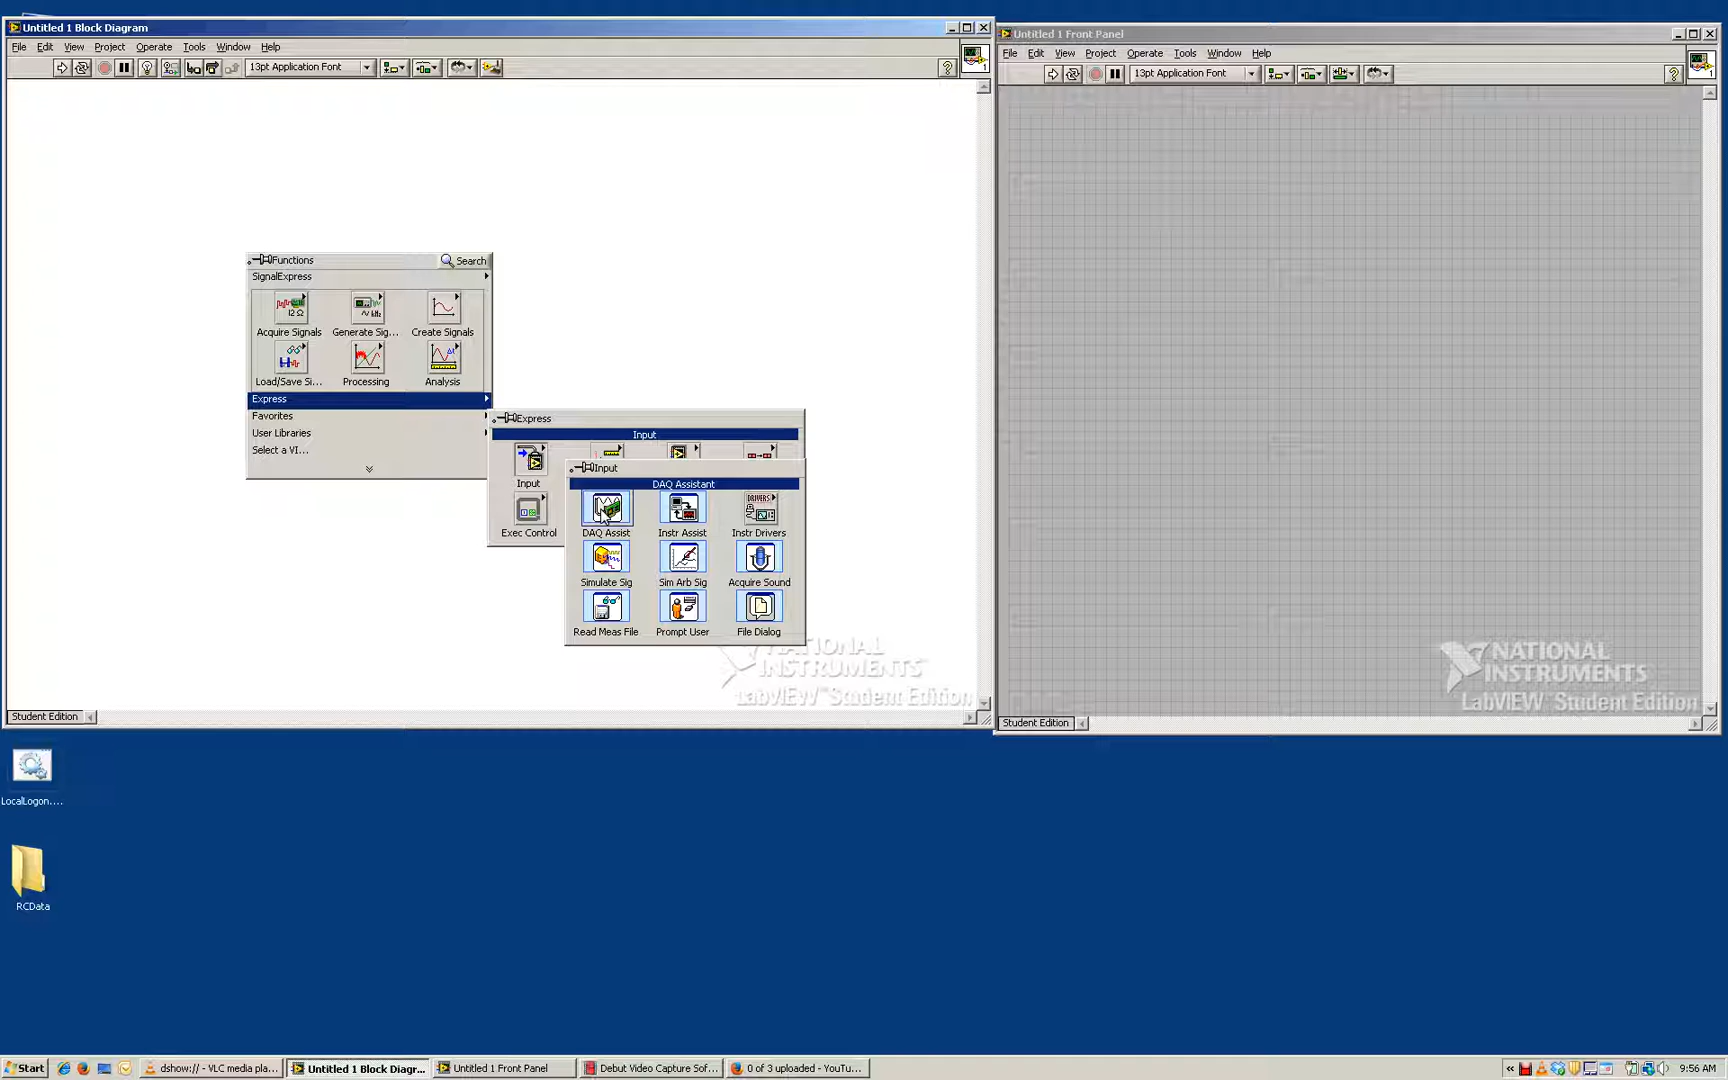 Untitled 1 Block Diagram
File Edit View Project Operate Tools Window Help
13pt Application Font
Functions
Search
SignalExpress
Acquire Signals
Generate Sig...
Create Signals
Load/Save Si...
Processing
Analysis
Express
Favorites
User Libraries
Select a VI...
Express
Input
Input
Exec Control
Input
DAQ Assistant
DAQ Assist
Instr Assist
Instr Drivers
Simulate Sig
Sim Arb Sig
Acquire Sound
Read Meas File
Prompt User
File Dialog
NATIONAL
INSTRUMENTS
LabVIEW™ Student Edition
Student Edition
Untitled 1 Front Panel
File Edit View Project Operate Tools Window Help
13pt Application Font
NATIONAL
INSTRUMENTS
LabVIEW™ Student Edition
Student Edition
LocalLogon....
RCData
Start
dshow:// - VLC media pla...
Untitled 1 Block Diagr...
Untitled 1 Front Panel
Debut Video Capture Sof...
0 of 3 uploaded - YouTu...
9:56 AM